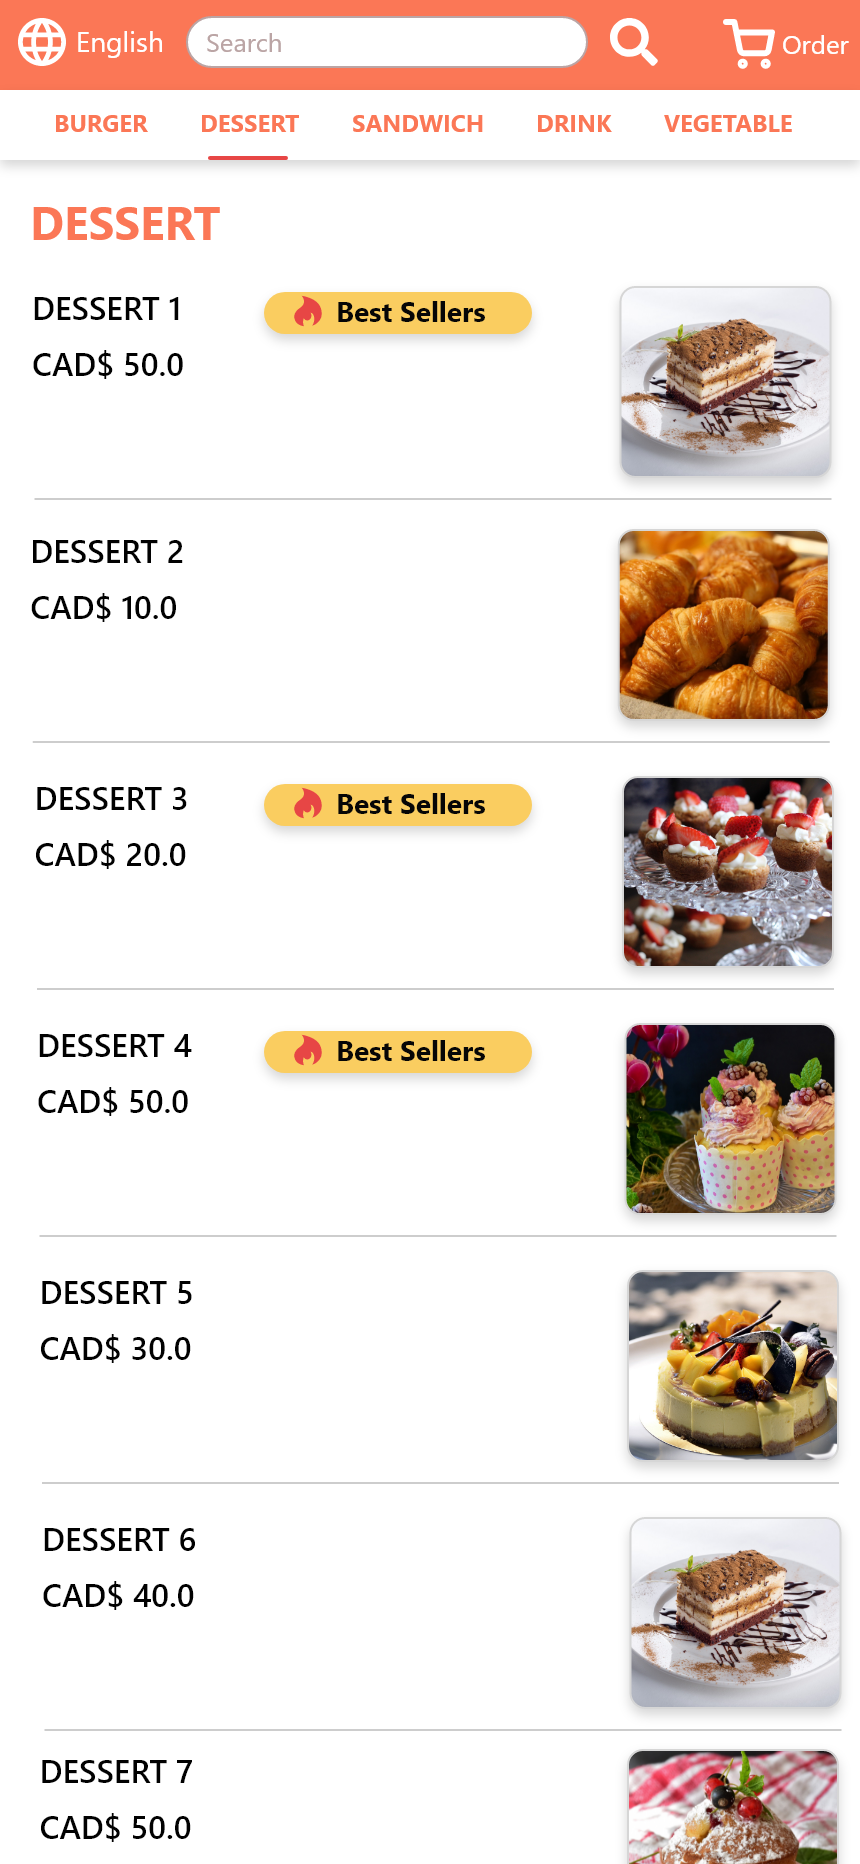 English Search Order
BURGER DESSERT SANDWICH DRINK VEGETABLE
DESSERT
DESSERT 1 Best Sellers
CAD$ 50.0
DESSERT 2
CAD$ 10.0
DESSERT 3 Best Sellers
CAD$ 20.0
DESSERT 4 Best Sellers
CAD$ 50.0
DESSERT 5
CAD$ 30.0
DESSERT 6
CAD$ 40.0
DESSERT 7
CAD$ 50.0